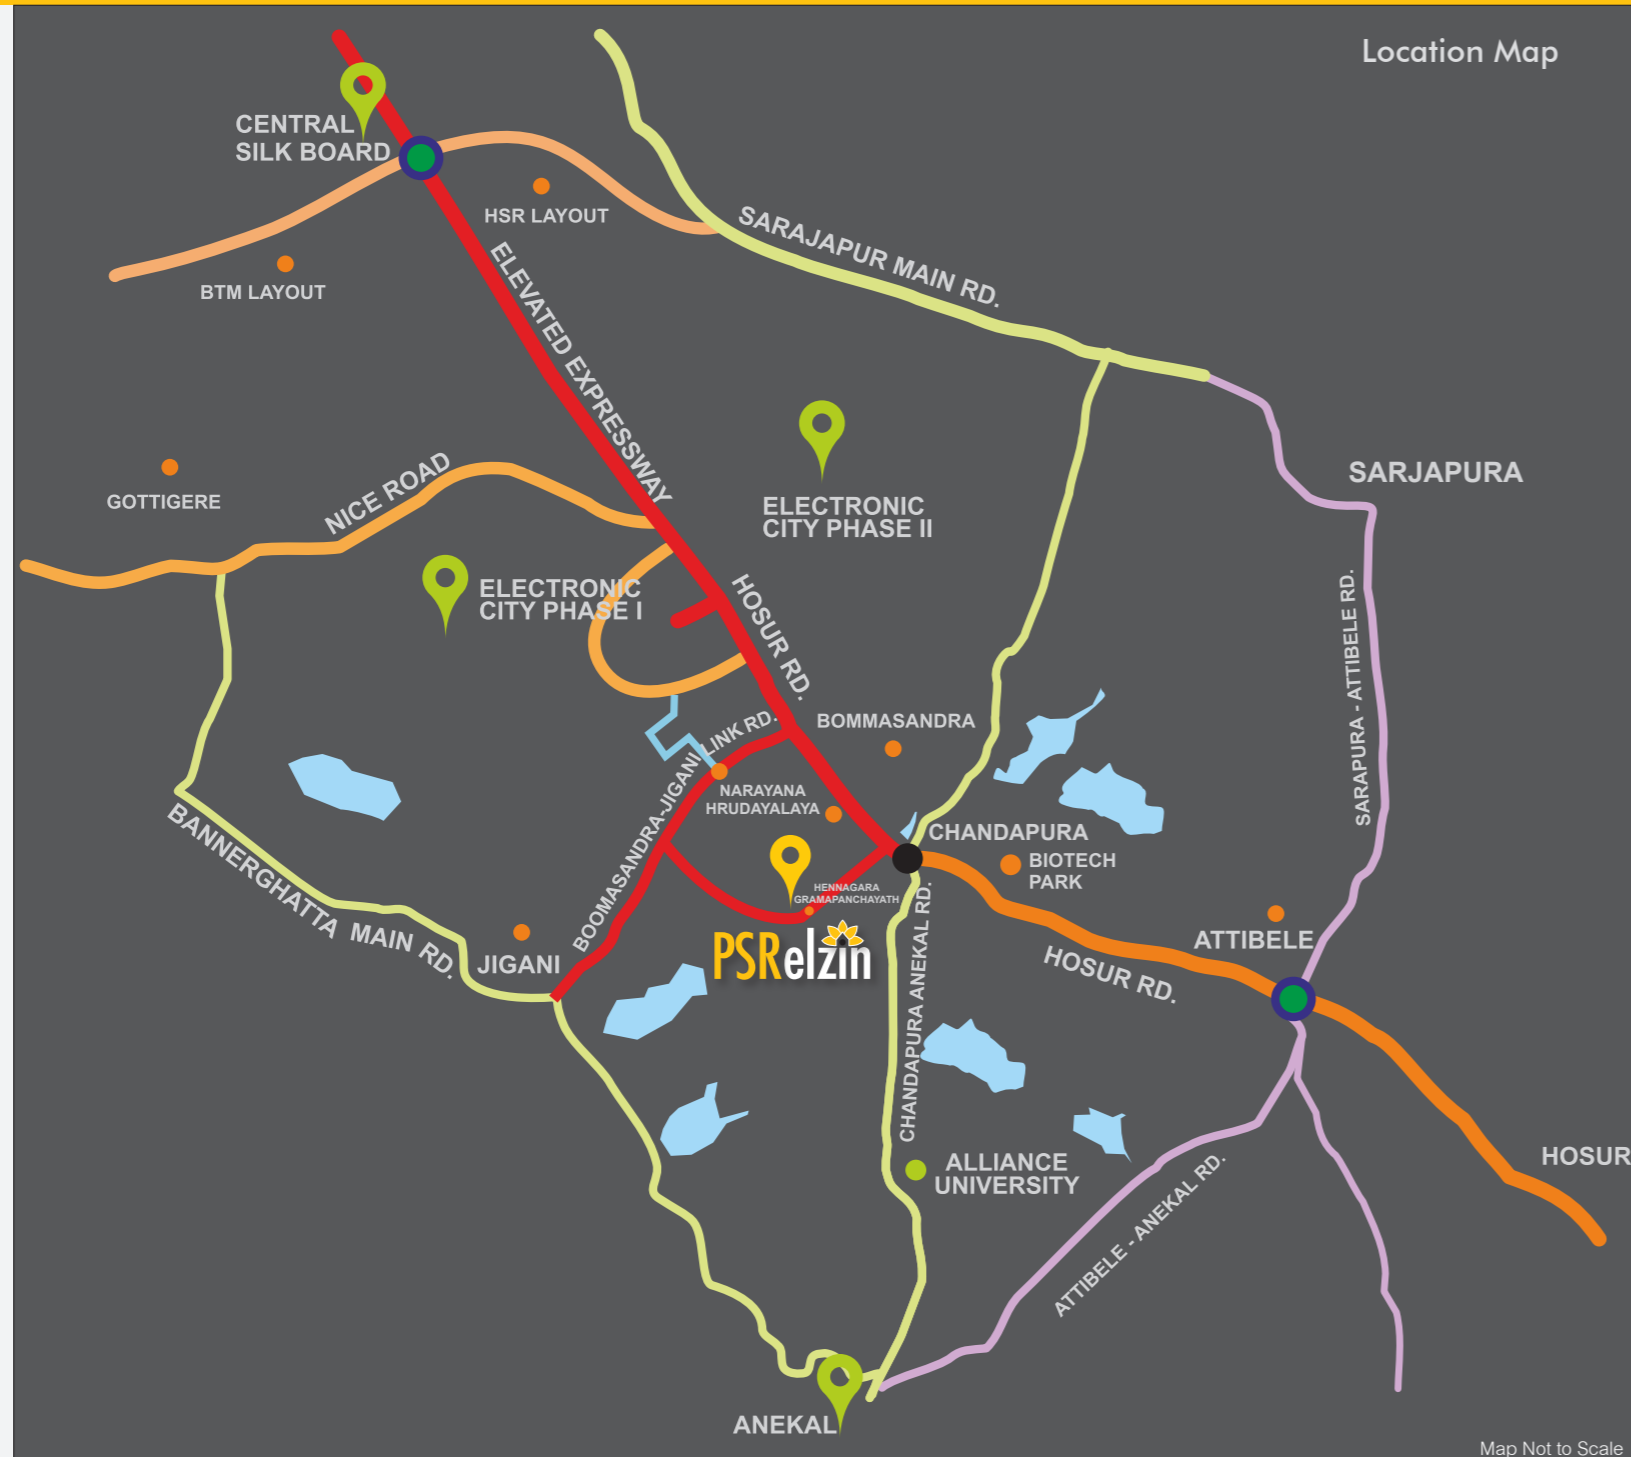 Location Map
CENTRAL
SILK BOARD
HSR LAYOUT
BTM LAYOUT
SARAJAPUR MAIN RD.
ELEVATED EXPRESSWAY
GOTTIGERE
NICE ROAD
ELECTRONIC
CITY PHASE II
SARJAPURA
ELECTRONIC
CITY PHASE I
HOSUR RD.
SARAPURA - ATTIBELE RD.
BOOMASANDRA-JIGANI LINK RD.
BOMMASANDRA
NARAYANA
HRUDAYALAYA
CHANDAPURA
BIOTECH
PARK
HENNAGARA
GRAMAPANCHAYATH
BANNERGHATTA MAIN RD.
JIGANI
PSRelzin
CHANDAPURA ANEKAL RD.
HOSUR RD.
ATTIBELE
HOSUR
ALLIANCE
UNIVERSITY
ATTIBELE - ANEKAL RD.
ANEKAL
Map Not to Scale